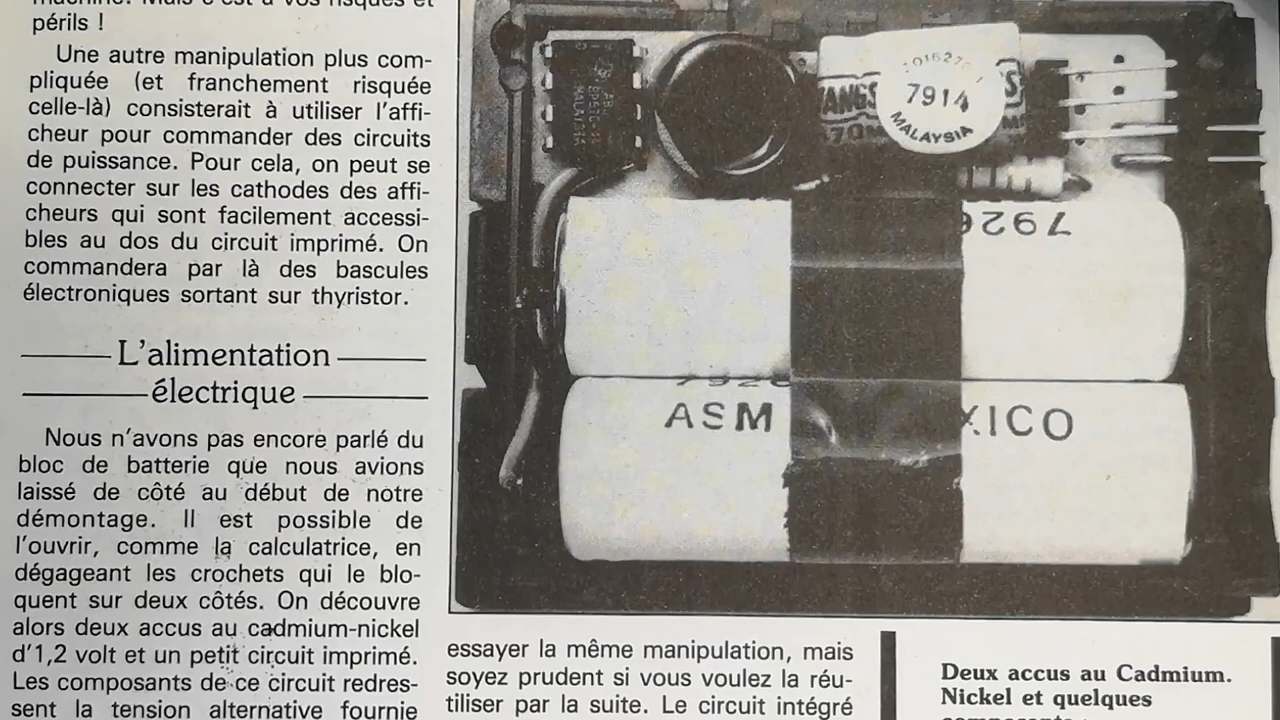 périls !
Une autre manipulation plus com-
pliquée (et franchement risquée
celle-là) consisterait à utiliser l'affi-
cheur pour commander des circuits
de puissance. Pour cela, on peut se
connecter sur les cathodes des affi-
cheurs qui sont facilement accessi-
bles au dos du circuit imprimé. On
commandera par là des bascules
électroniques sortant sur thyristor.
L'alimentation
électrique
Nous n'avons pas encore parlé du
bloc de batterie que nous avions
laissé de côté au début de notre
démontage. Il est possible de
l'ouvrir, comme la calculatrice, en
dégageant les crochets qui le blo-
quent sur deux côtés. On découvre
alors deux accus au cadmium-nickel
d'1,2 volt et un petit circuit imprimé.
Les composants de ce circuit redres-
sent la tension alternative fournie
7914
MALAYSIA
7926
ASM
XICO
essayer la même manipulation, mais
soyez prudent si vous voulez la réu-
tiliser par la suite. Le circuit intégré
Deux accus au Cadmium.
Nickel et quelques